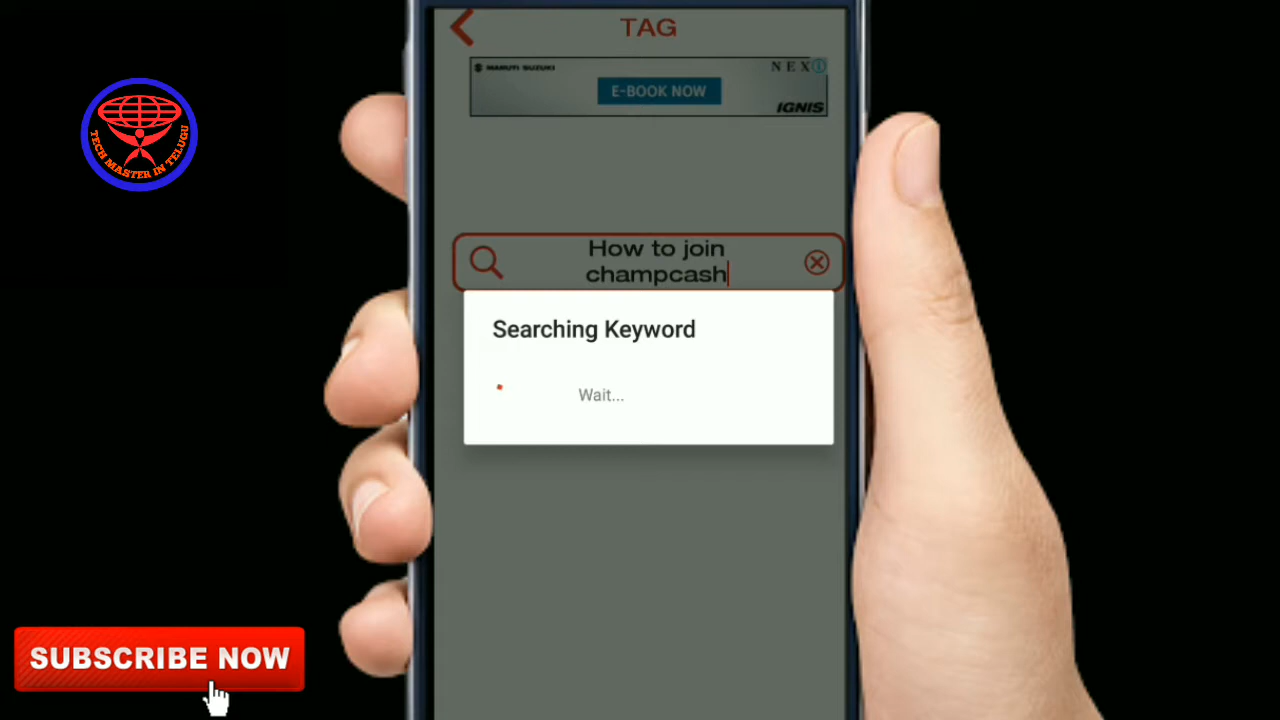 TAG
MARUTI SUZUKI
NEX
E-BOOK NOW
IGNIS
TECH MASTER IN TELUGU
How to join
champcash
Searching Keyword
Wait...
SUBSCRIBE NOW